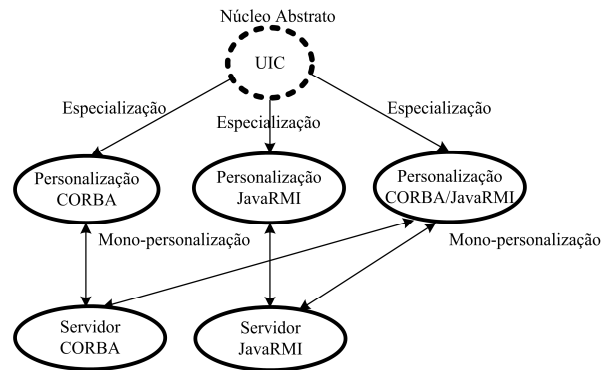 Núcleo Abstrato
UIC
Especialização
Especialização
Especialização
Personalização
CORBA
Personalização
JavaRMI
Personalização
CORBA/JavaRMI
Mono-personalização
Mono-personalização
Servidor
CORBA
Servidor
JavaRMI